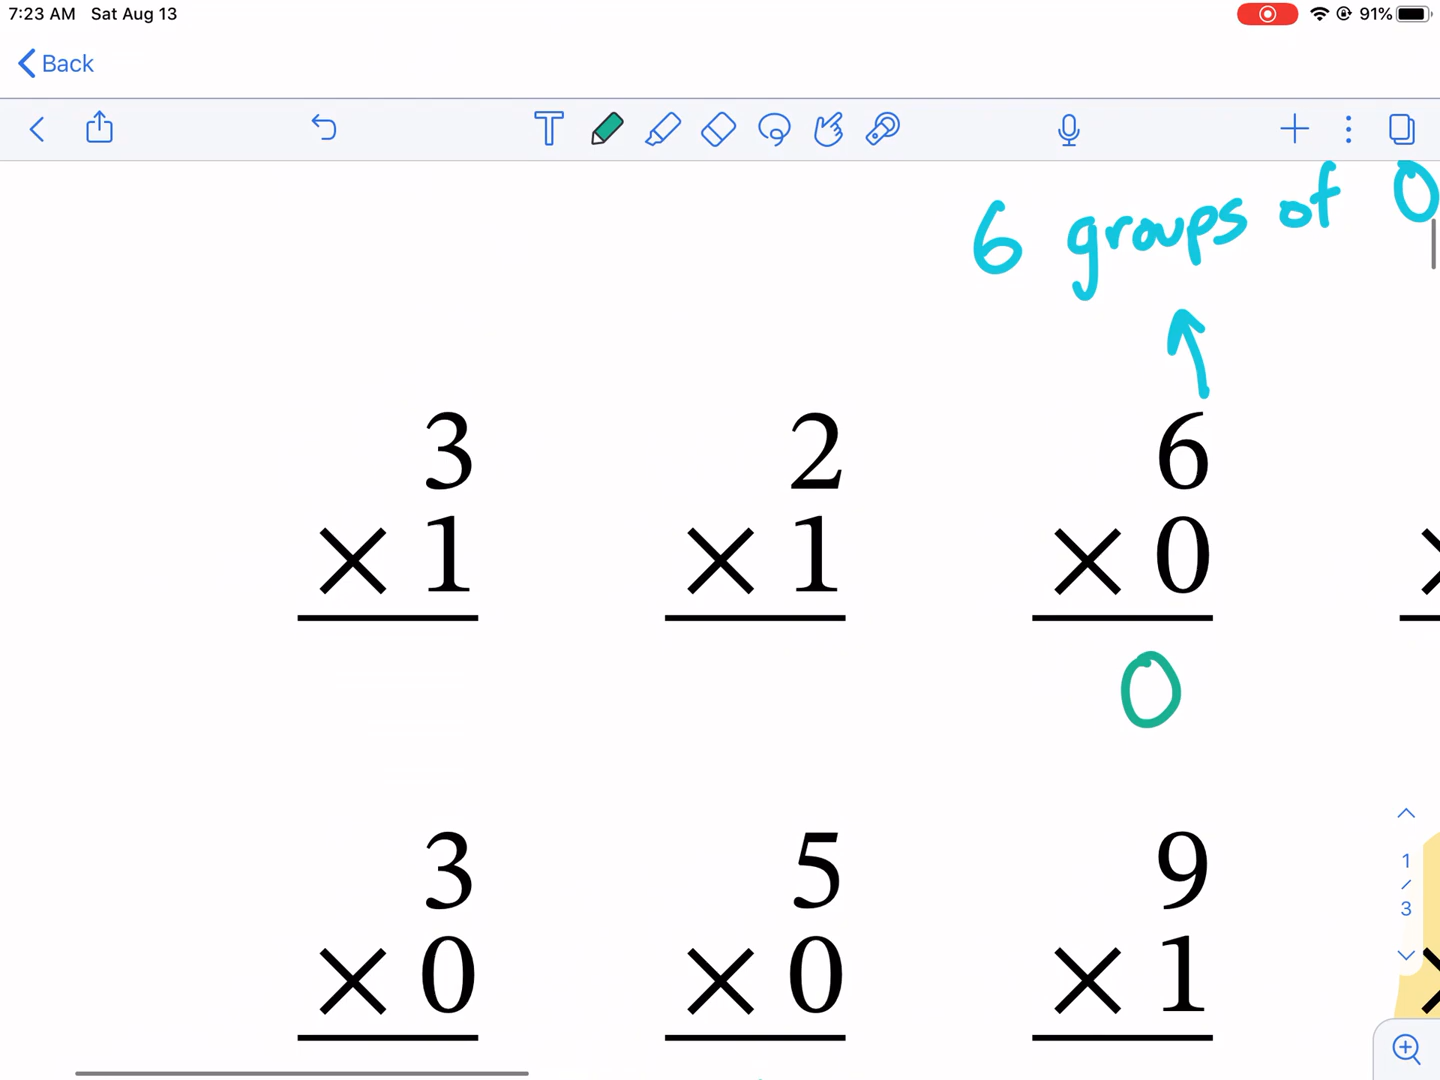 7:23 AM Sat Aug 13 91%
Back
T
6 groups of 0
3 2 6
× 1 × 1 × 0 ×
0
3 5 9
× 0 × 0 × 1 ×
1
/
3